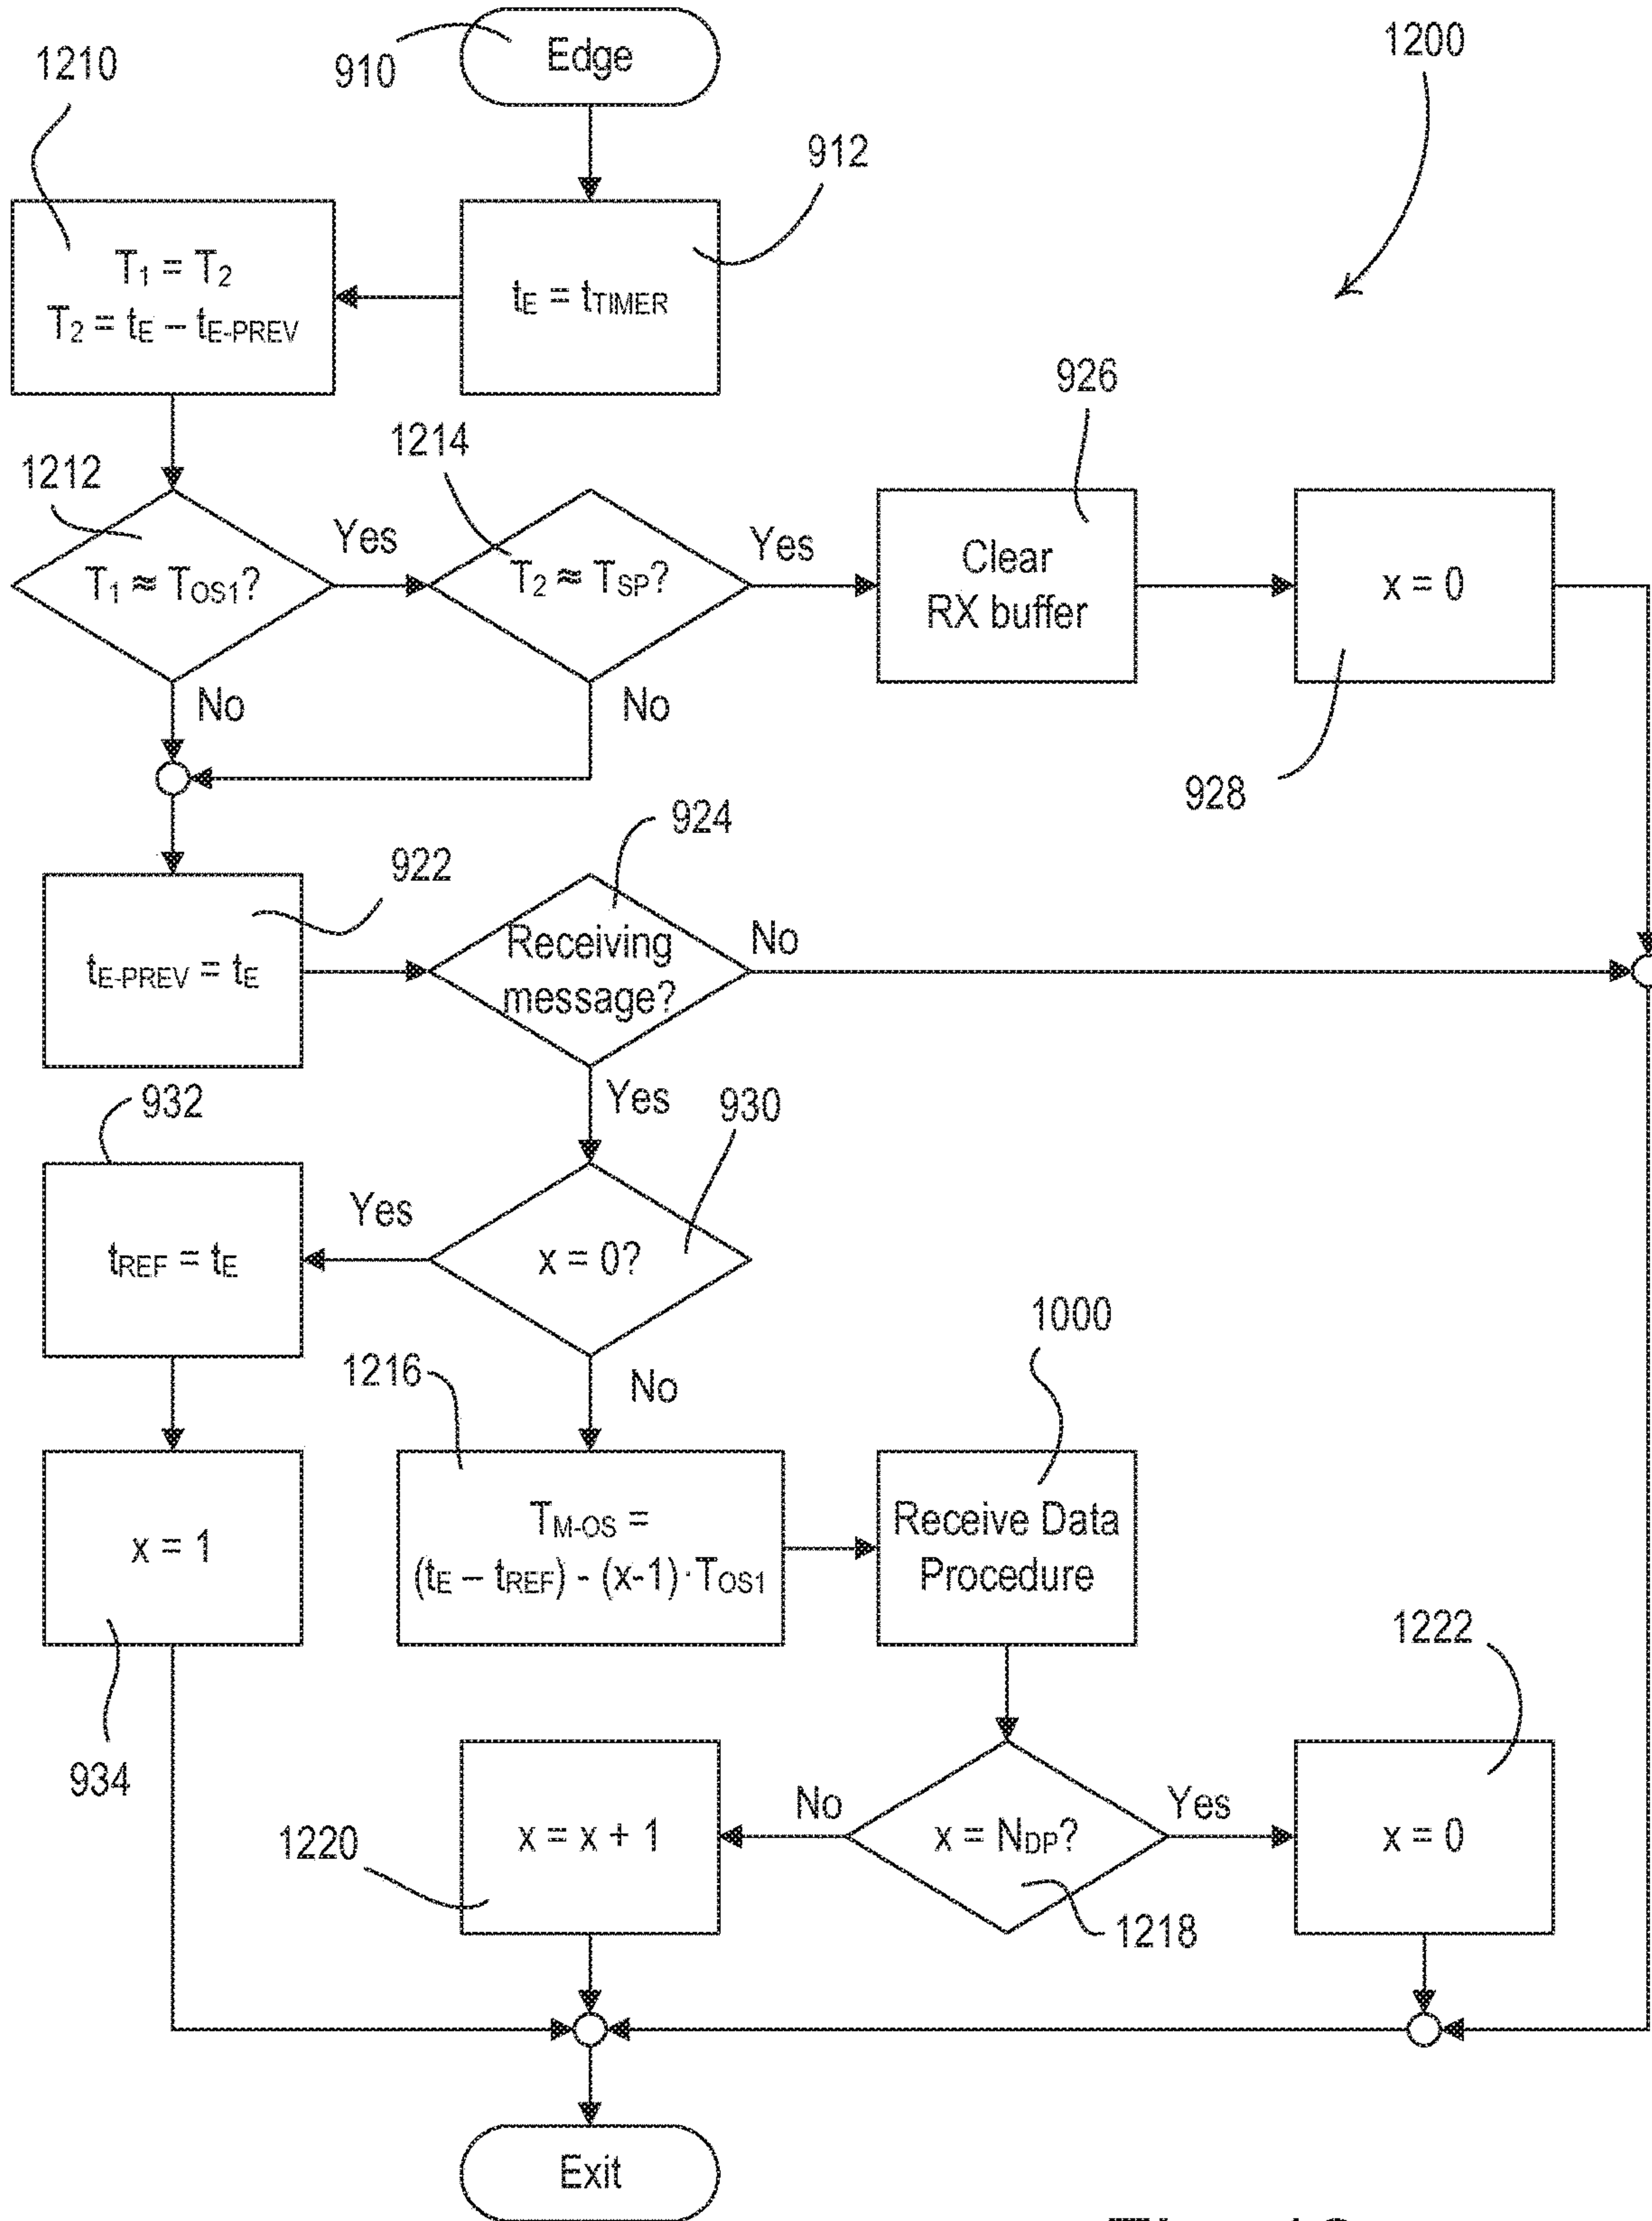 1200
1210
910
Edge
912
T₁ = T₂
T₂ = tE – tE-PREV
tE = tTIMER
926
1214
1212
Yes
Yes
T₁ ≈ TOS1?
T₂ ≈ TSP?
Clear
RX buffer
x = 0
No
No
928
924
922
Receiving
message?
No
tE-PREV = tE
Yes
932
930
Yes
tREF = tE
x = 0?
1000
1216
No
TM-OS =
(tE – tREF) - (x-1)·TOS1
Receive Data
Procedure
x = 1
1222
934
No
Yes
1220
x = x + 1
x = NDP?
x = 0
1218
Exit